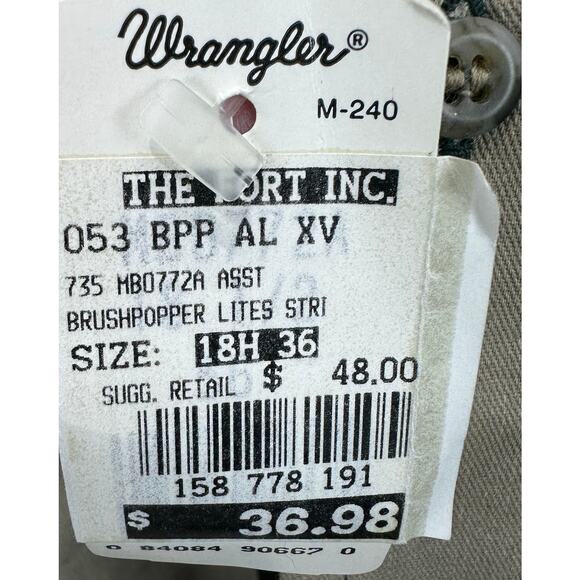 Wrangler®
M-240
THE FORT INC.
053 BPP AL XV
735 MB0772A ASST
BRUSHPOPPER LITES STRI
SIZE: 18H 36
SUGG. RETAIL $ 48.00
158 778 191
$ 36.98
0 84084 90667 0